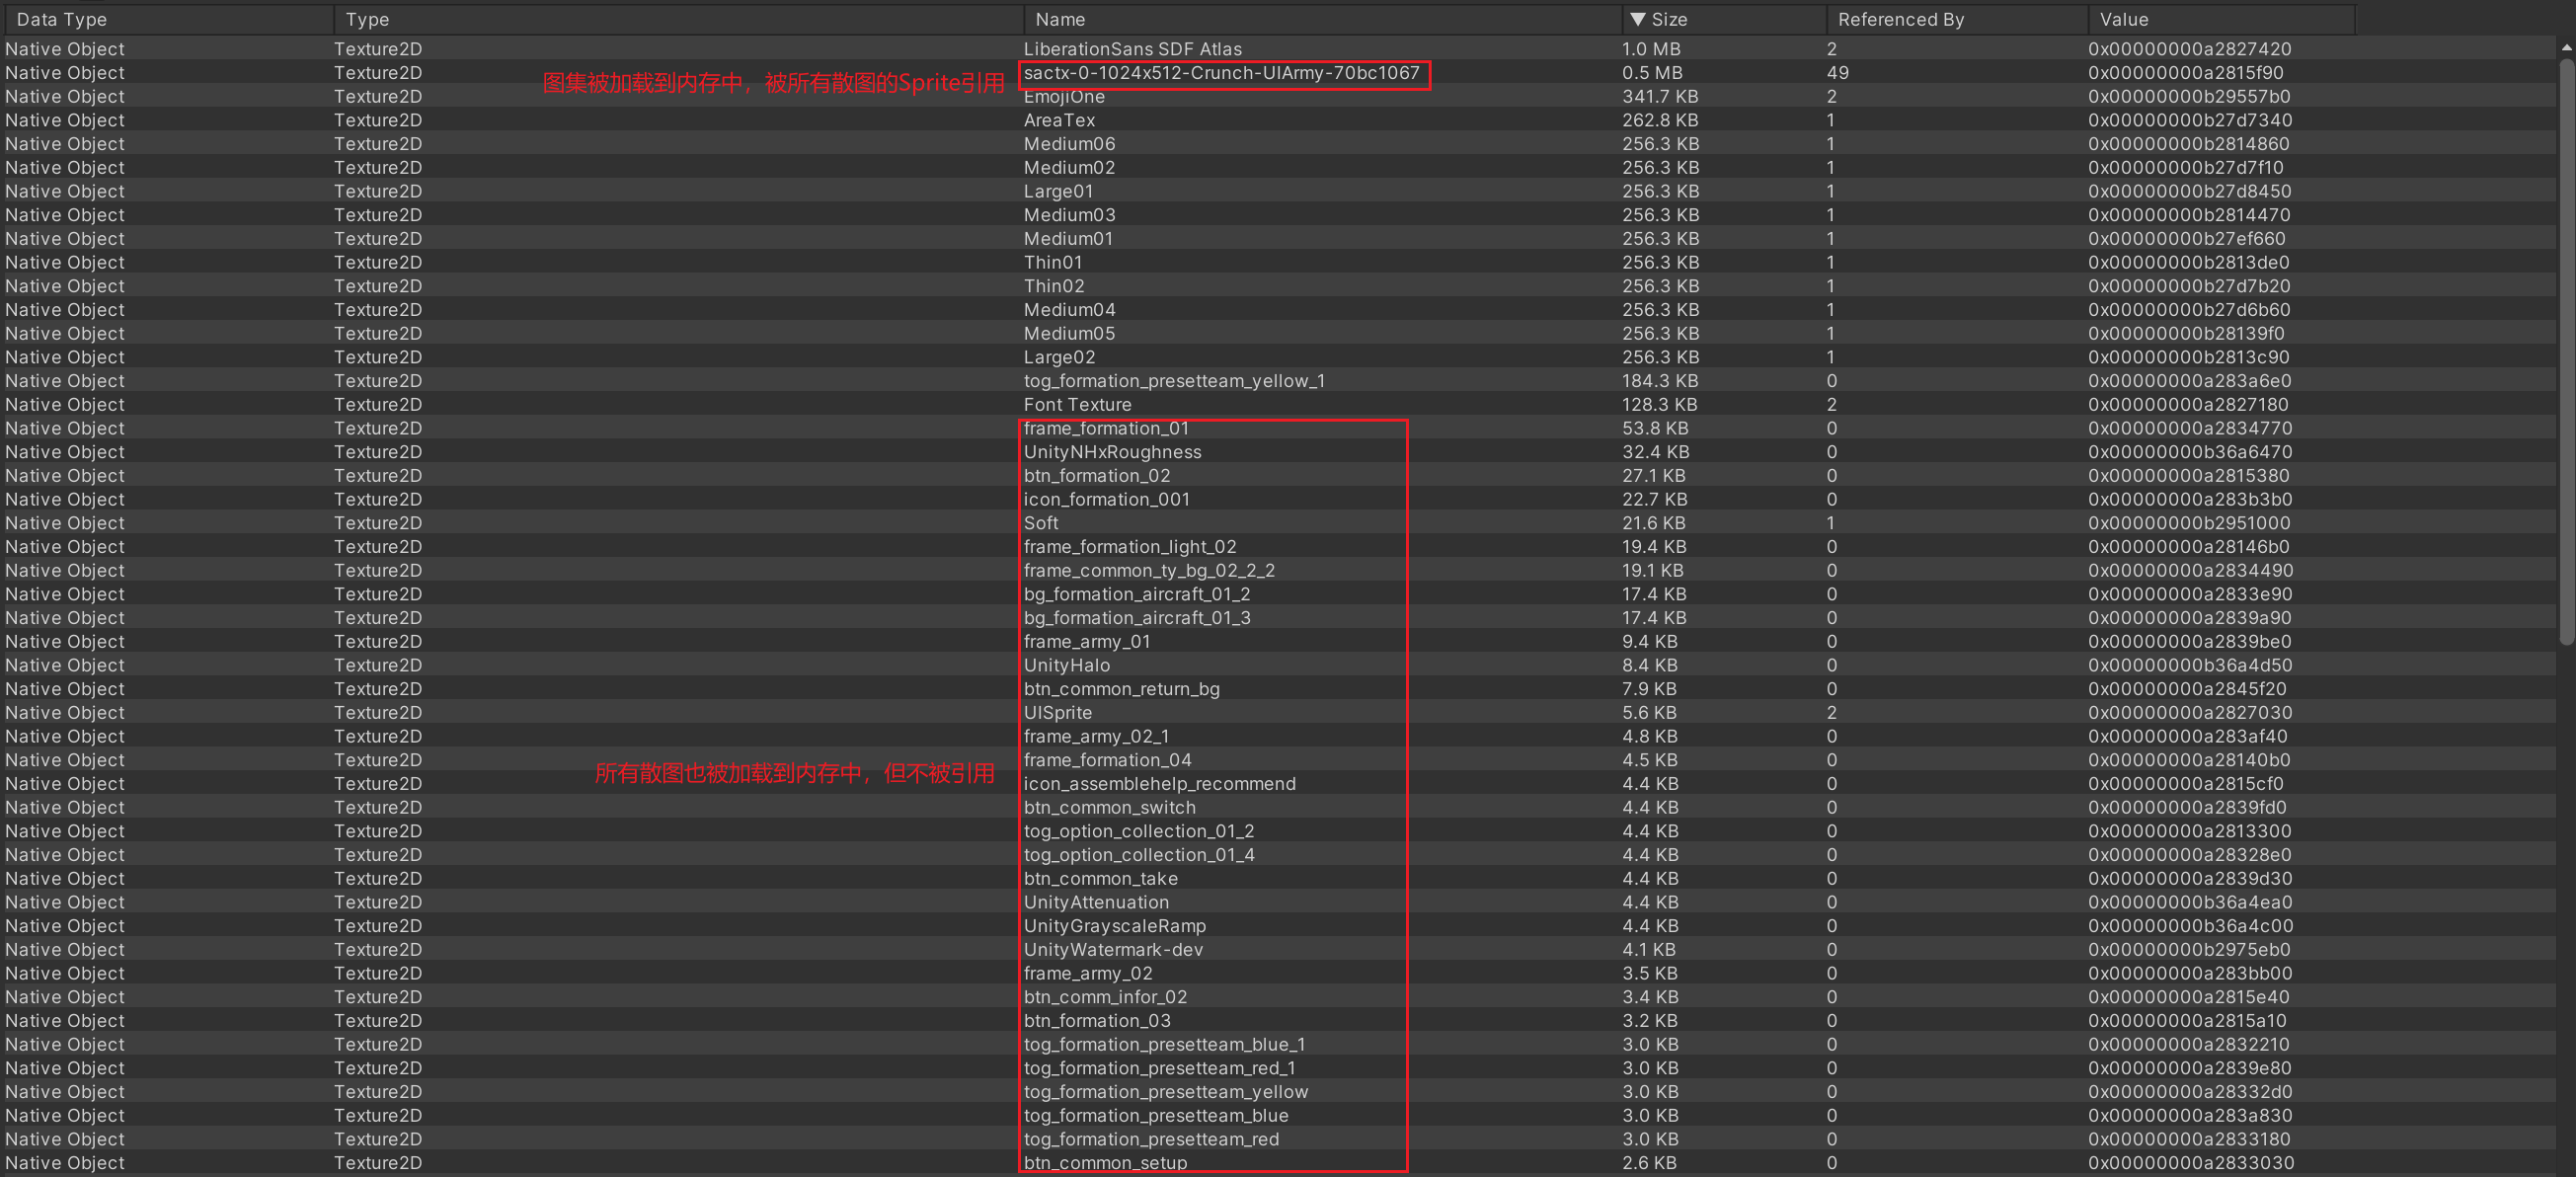 Data Type Type Name ▼ Size Referenced By Value
Native Object Texture2D LiberationSans SDF Atlas 1.0 MB 2 0x00000000a2827420
Native Object Texture2D sactx-0-1024x512-Crunch-UIArmy-70bc1067 0.5 MB 49 0x00000000a2815f90
图集被加载到内存中，被所有散图的Sprite引用
Native Object Texture2D EmojiOne 341.7 KB 2 0x00000000b29557b0
Native Object Texture2D AreaTex 262.8 KB 1 0x00000000b27d7340
Native Object Texture2D Medium06 256.3 KB 1 0x00000000b2814860
Native Object Texture2D Medium02 256.3 KB 1 0x00000000b27d7f10
Native Object Texture2D Large01 256.3 KB 1 0x00000000b27d8450
Native Object Texture2D Medium03 256.3 KB 1 0x00000000b2814470
Native Object Texture2D Medium01 256.3 KB 1 0x00000000b27ef660
Native Object Texture2D Thin01 256.3 KB 1 0x00000000b2813de0
Native Object Texture2D Thin02 256.3 KB 1 0x00000000b27d7b20
Native Object Texture2D Medium04 256.3 KB 1 0x00000000b27d6b60
Native Object Texture2D Medium05 256.3 KB 1 0x00000000b28139f0
Native Object Texture2D Large02 256.3 KB 1 0x00000000b2813c90
Native Object Texture2D tog_formation_presetteam_yellow_1 184.3 KB 0 0x00000000a283a6e0
Native Object Texture2D Font Texture 128.3 KB 2 0x00000000a2827180
Native Object Texture2D frame_formation_01 53.8 KB 0 0x00000000a2834770
Native Object Texture2D UnityNHxRoughness 32.4 KB 0 0x00000000b36a6470
Native Object Texture2D btn_formation_02 27.1 KB 0 0x00000000a2815380
Native Object Texture2D icon_formation_001 22.7 KB 0 0x00000000a283b3b0
Native Object Texture2D Soft 21.6 KB 1 0x00000000b2951000
Native Object Texture2D frame_formation_light_02 19.4 KB 0 0x00000000a28146b0
Native Object Texture2D frame_common_ty_bg_02_2_2 19.1 KB 0 0x00000000a2834490
Native Object Texture2D bg_formation_aircraft_01_2 17.4 KB 0 0x00000000a2833e90
Native Object Texture2D bg_formation_aircraft_01_3 17.4 KB 0 0x00000000a2839a90
Native Object Texture2D frame_army_01 9.4 KB 0 0x00000000a2839be0
Native Object Texture2D UnityHalo 8.4 KB 0 0x00000000b36a4d50
Native Object Texture2D btn_common_return_bg 7.9 KB 0 0x00000000a2845f20
Native Object Texture2D UISprite 5.6 KB 2 0x00000000a2827030
Native Object Texture2D frame_army_02_1 4.8 KB 0 0x00000000a283af40
Native Object Texture2D frame_formation_04 4.5 KB 0 0x00000000a28140b0
所有散图也被加载到内存中，但不被引用
Native Object Texture2D icon_assemblehelp_recommend 4.4 KB 0 0x00000000a2815cf0
Native Object Texture2D btn_common_switch 4.4 KB 0 0x00000000a2839fd0
Native Object Texture2D tog_option_collection_01_2 4.4 KB 0 0x00000000a2813300
Native Object Texture2D tog_option_collection_01_4 4.4 KB 0 0x00000000a28328e0
Native Object Texture2D btn_common_take 4.4 KB 0 0x00000000a2839d30
Native Object Texture2D UnityAttenuation 4.4 KB 0 0x00000000b36a4ea0
Native Object Texture2D UnityGrayscaleRamp 4.4 KB 0 0x00000000b36a4c00
Native Object Texture2D UnityWatermark-dev 4.1 KB 0 0x00000000b2975eb0
Native Object Texture2D frame_army_02 3.5 KB 0 0x00000000a283bb00
Native Object Texture2D btn_comm_infor_02 3.4 KB 0 0x00000000a2815e40
Native Object Texture2D btn_formation_03 3.2 KB 0 0x00000000a2815a10
Native Object Texture2D tog_formation_presetteam_blue_1 3.0 KB 0 0x00000000a2832210
Native Object Texture2D tog_formation_presetteam_red_1 3.0 KB 0 0x00000000a2839e80
Native Object Texture2D tog_formation_presetteam_yellow 3.0 KB 0 0x00000000a28332d0
Native Object Texture2D tog_formation_presetteam_blue 3.0 KB 0 0x00000000a283a830
Native Object Texture2D tog_formation_presetteam_red 3.0 KB 0 0x00000000a2833180
Native Object Texture2D btn_common_setup 2.6 KB 0 0x00000000a2833030